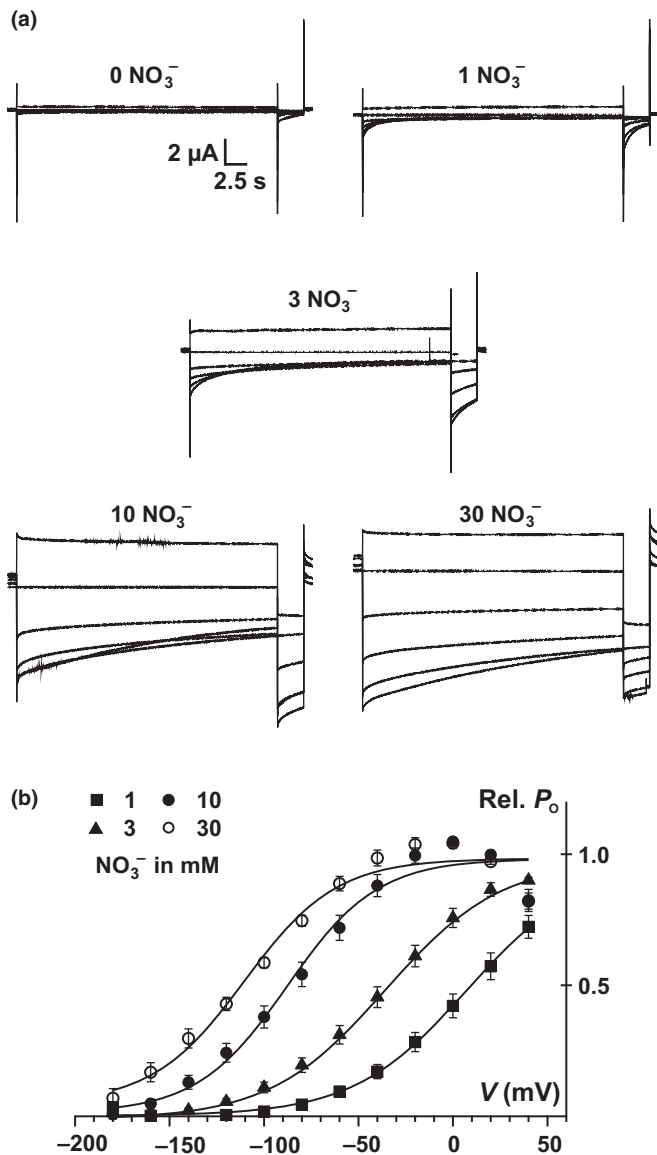 (a)
0 NO₃⁻
1 NO₃⁻
2 µA
2.5 s
3 NO₃⁻
10 NO₃⁻
30 NO₃⁻
(b)
1 10
3 30
NO₃⁻ in mM
Rel. Pₒ
1.0
0.5
V (mV)
−200 −150 −100 −50 0 50